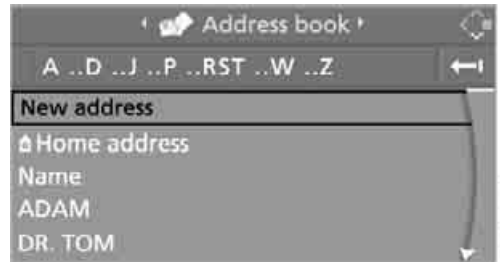 Address book
A ..D ..J ..P ..RST ..W ..Z
New address
Home address
Name
ADAM
DR. TOM